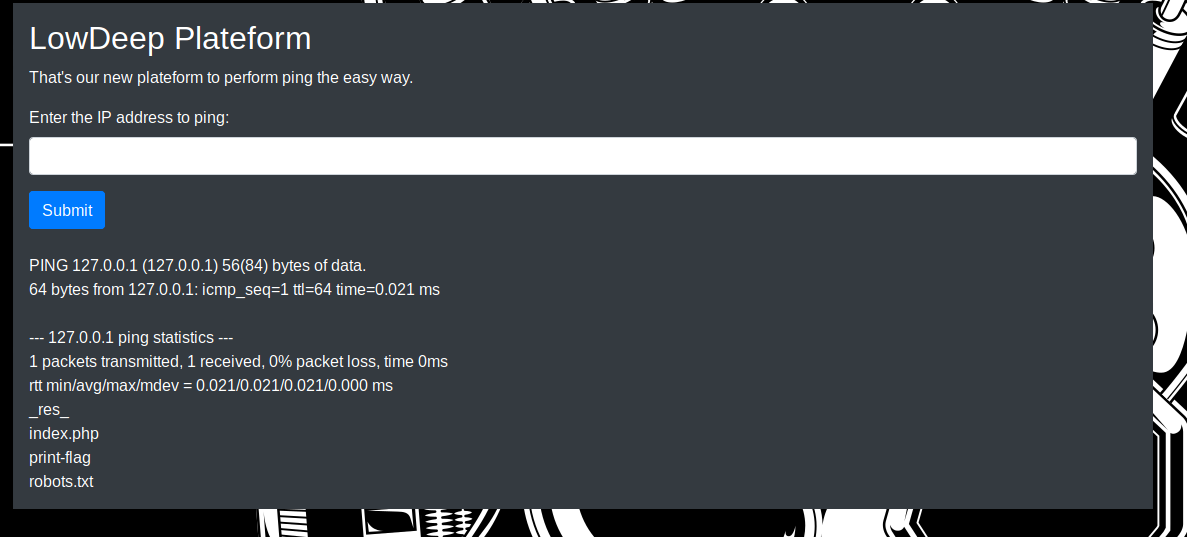 LowDeep Plateform
That's our new plateform to perform ping the easy way.
Enter the IP address to ping:
Submit
PING 127.0.0.1 (127.0.0.1) 56(84) bytes of data.
64 bytes from 127.0.0.1: icmp_seq=1 ttl=64 time=0.021 ms
--- 127.0.0.1 ping statistics ---
1 packets transmitted, 1 received, 0% packet loss, time 0ms
rtt min/avg/max/mdev = 0.021/0.021/0.021/0.000 ms
_res_
index.php
print-flag
robots.txt